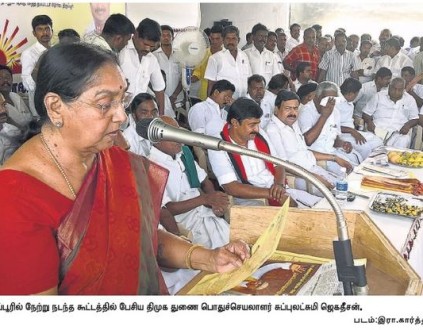 பூரில் நேற்று நடந்த கூட்டத்தில் பேசிய திமுக துணை பொதுச்செயலாளர் சுப்புலட்சுமி ஜெகதீசன்.
படம்:இரா.கார்த்